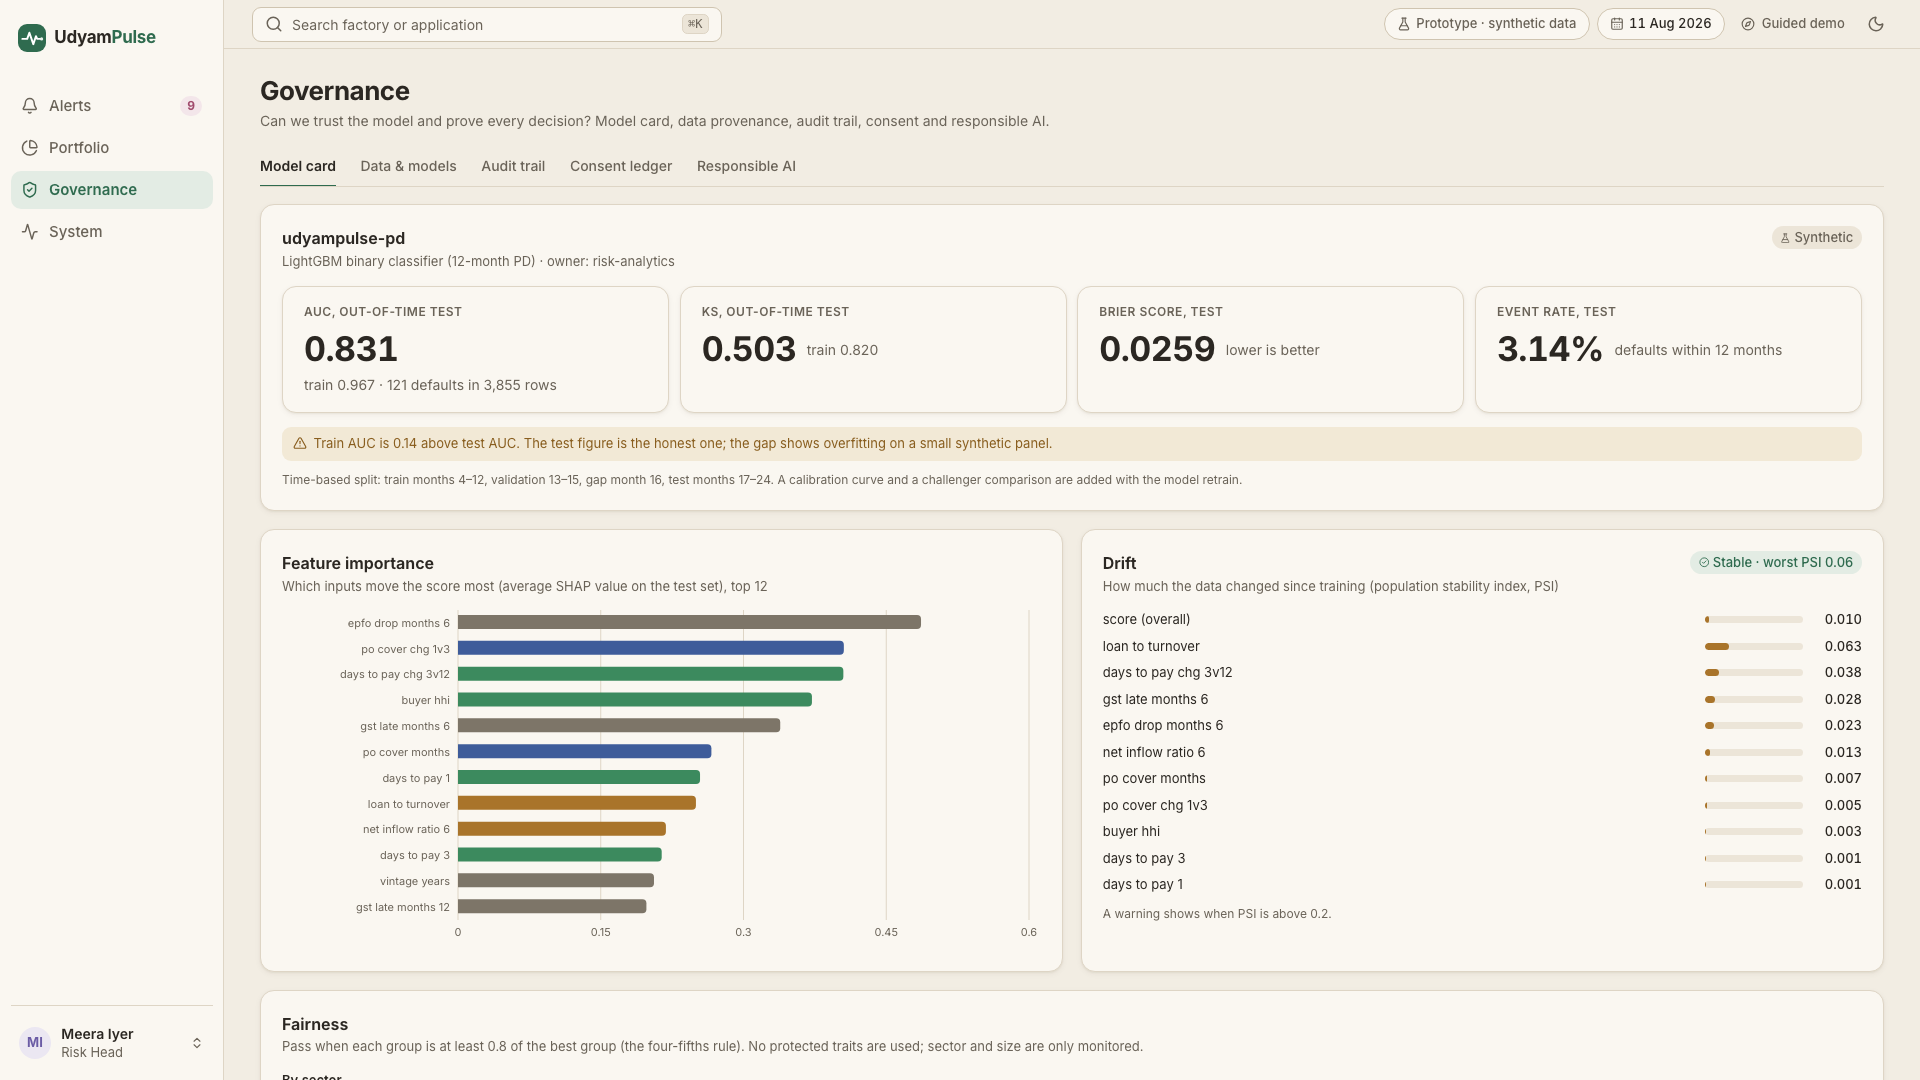 UdyamPulse
Search factory or application
⌘K
Prototype · synthetic data
11 Aug 2026
Guided demo
Alerts
9
Portfolio
Governance
System
Governance
Can we trust the model and prove every decision? Model card, data provenance, audit trail, consent and responsible AI.
Model card
Data & models
Audit trail
Consent ledger
Responsible AI
udyampulse-pd
Synthetic
LightGBM binary classifier (12-month PD) · owner: risk-analytics
AUC, OUT-OF-TIME TEST
0.831
train 0.967 · 121 defaults in 3,855 rows
KS, OUT-OF-TIME TEST
0.503 train 0.820
BRIER SCORE, TEST
0.0259 lower is better
EVENT RATE, TEST
3.14% defaults within 12 months
Train AUC is 0.14 above test AUC. The test figure is the honest one; the gap shows overfitting on a small synthetic panel.
Time-based split: train months 4–12, validation 13–15, gap month 16, test months 17–24. A calibration curve and a challenger comparison are added with the model retrain.
Feature importance
Which inputs move the score most (average SHAP value on the test set), top 12
epfo drop months 6
po cover chg 1v3
days to pay chg 3v12
buyer hhi
gst late months 6
po cover months
days to pay 1
loan to turnover
net inflow ratio 6
days to pay 3
vintage years
gst late months 12
0 0.15 0.3 0.45 0.6
Drift
Stable · worst PSI 0.06
How much the data changed since training (population stability index, PSI)
score (overall) 0.010
loan to turnover 0.063
days to pay chg 3v12 0.038
gst late months 6 0.028
epfo drop months 6 0.023
net inflow ratio 6 0.013
po cover months 0.007
po cover chg 1v3 0.005
buyer hhi 0.003
days to pay 3 0.001
days to pay 1 0.001
A warning shows when PSI is above 0.2.
Fairness
Pass when each group is at least 0.8 of the best group (the four-fifths rule). No protected traits are used; sector and size are only monitored.
By sector
MI
Meera Iyer
Risk Head